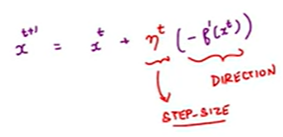 x^{t+1} = x^t + η^t (-f'(x^t))
DIRECTION
STEP-SIZE